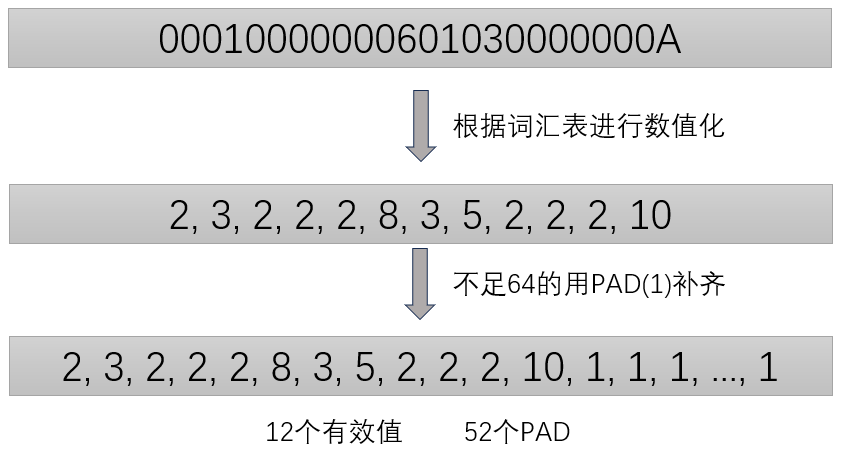 00010000000601030000000A
根据词汇表进行数值化
2, 3, 2, 2, 2, 8, 3, 5, 2, 2, 2, 10
不足64的用PAD(1)补齐
2, 3, 2, 2, 2, 8, 3, 5, 2, 2, 2, 10, 1, 1, 1, ..., 1
12个有效值 52个PAD